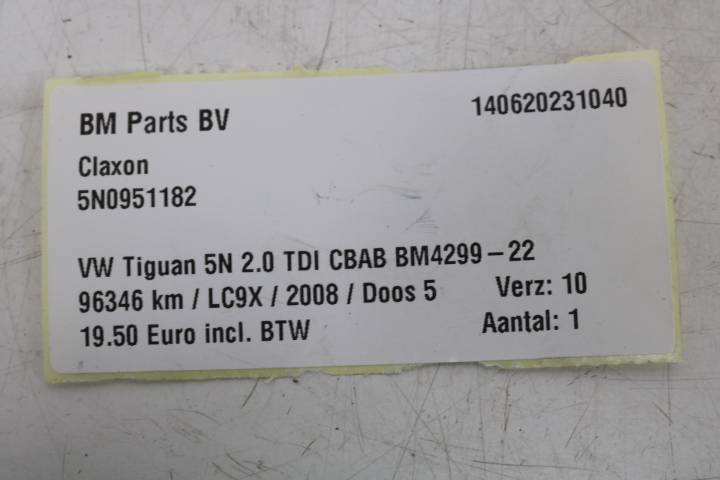 BM Parts BV 140620231040
Claxon
5N0951182
VW Tiguan 5N 2.0 TDI CBAB BM4299-22
96346 km / LC9X / 2008 / Doos 5 Verz: 10
19.50 Euro incl. BTW Aantal: 1